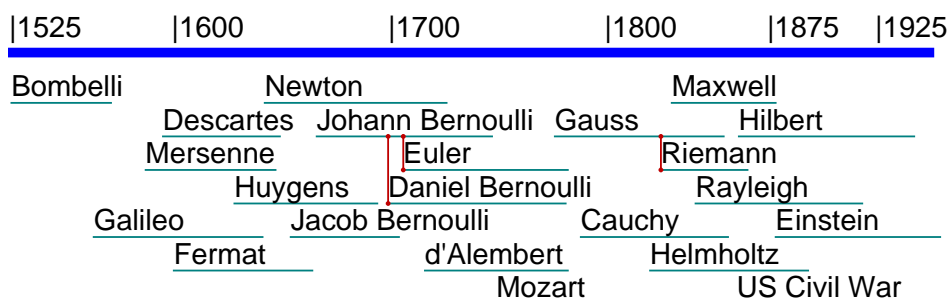 |1525 |1600 |1700 |1800 |1875 |1925
Bombelli Newton Maxwell
Descartes Johann Bernoulli Gauss Hilbert
Mersenne Euler Riemann
Huygens Daniel Bernoulli Rayleigh
Galileo Jacob Bernoulli Cauchy Einstein
Fermat d'Alembert Helmholtz
Mozart US Civil War